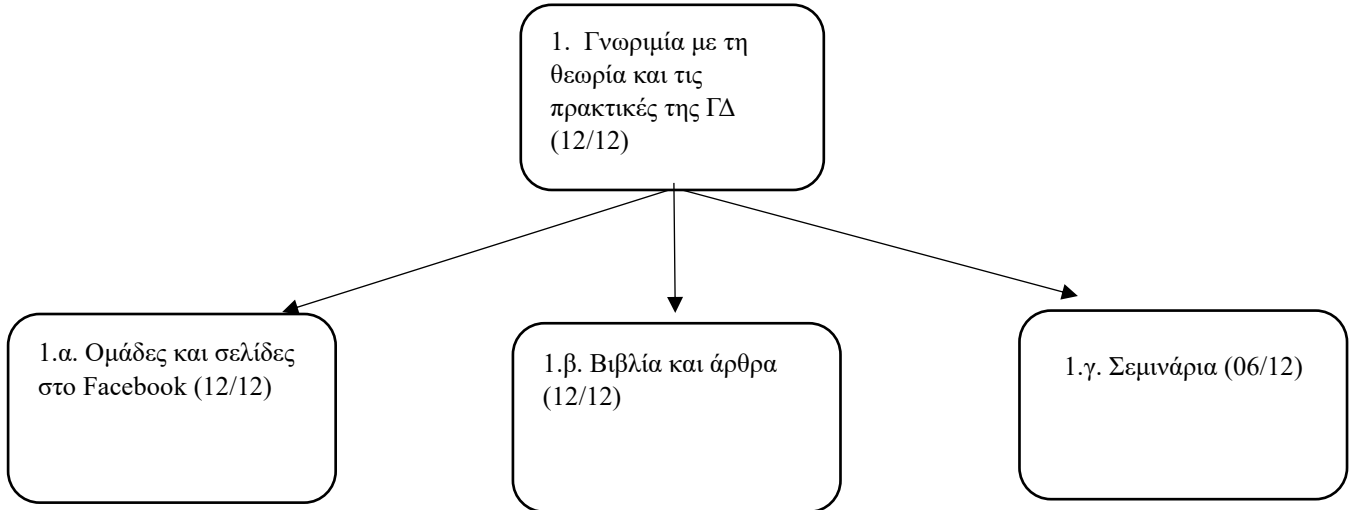 1. Γνωριμία με τη
θεωρία και τις
πρακτικές της ΓΔ
(12/12)
1.α. Ομάδες και σελίδες
στο Facebook (12/12)
1.β. Βιβλία και άρθρα
(12/12)
1.γ. Σεμινάρια (06/12)